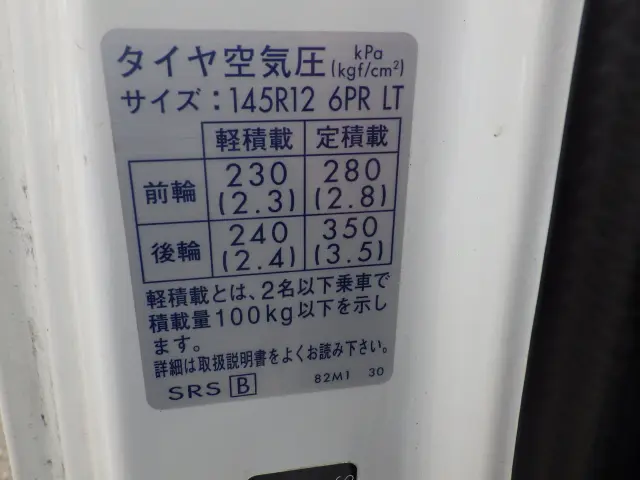 タイヤ空気圧 kPa (kgf/cm²)
サイズ：145R12 6PR LT
軽積載 定積載
前輪 230 (2.3) 280 (2.8)
後輪 240 (2.4) 350 (3.5)
軽積載とは、2名以下乗車で
積載量100kg以下を示し
ます。
詳細は取扱説明書をよくお読み下さい。
SRS B 82M1 30